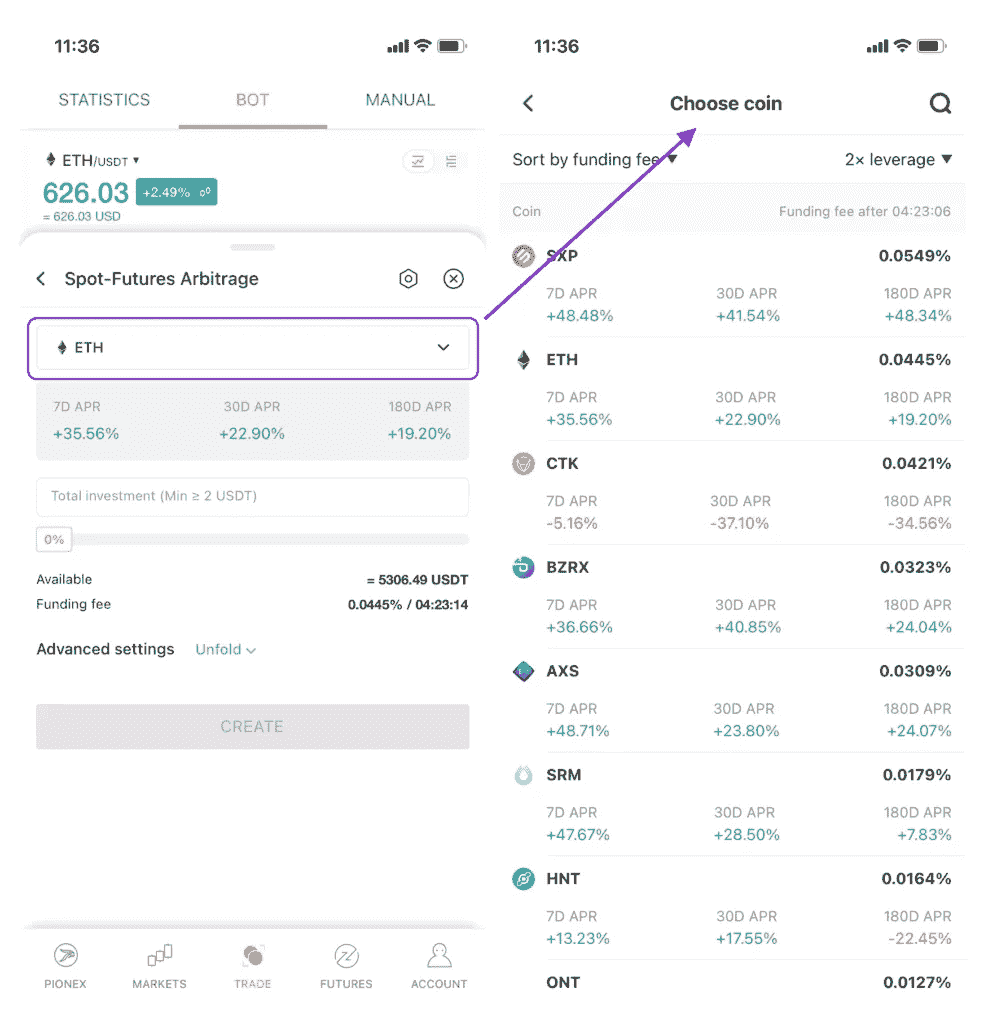 11:36
STATISTICS BOT MANUAL
ETH/USDT ▾
626.03 +2.49%
= 626.03 USD
Spot-Futures Arbitrage
ETH
7D APR 30D APR 180D APR
+35.56% +22.90% +19.20%
Total investment (Min ≥ 2 USDT)
0%
Available = 5306.49 USDT
Funding fee 0.0445% / 04:23:14
Advanced settings Unfold
CREATE
PIONEX MARKETS TRADE FUTURES ACCOUNT
11:36
Choose coin
Sort by funding fee ▼ 2× leverage ▼
Coin Funding fee after 04:23:06
SXP 0.0549%
7D APR 30D APR 180D APR
+48.48% +41.54% +48.34%
ETH 0.0445%
7D APR 30D APR 180D APR
+35.56% +22.90% +19.20%
CTK 0.0421%
7D APR 30D APR 180D APR
-5.16% -37.10% -34.56%
BZRX 0.0323%
7D APR 30D APR 180D APR
+36.66% +40.85% +24.04%
AXS 0.0309%
7D APR 30D APR 180D APR
+48.71% +23.80% +24.07%
SRM 0.0179%
7D APR 30D APR 180D APR
+47.67% +28.50% +7.83%
HNT 0.0164%
7D APR 30D APR 180D APR
+13.23% +17.55% -22.45%
ONT 0.0127%